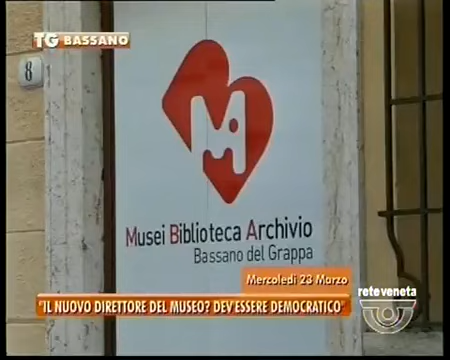 TG BASSANO
8
M
Musei Biblioteca Archivio
Bassano del Grappa
Mercoledì 23 Marzo
reteveneta
"IL NUOVO DIRETTORE DEL MUSEO? DEV'ESSERE DEMOCRATICO"